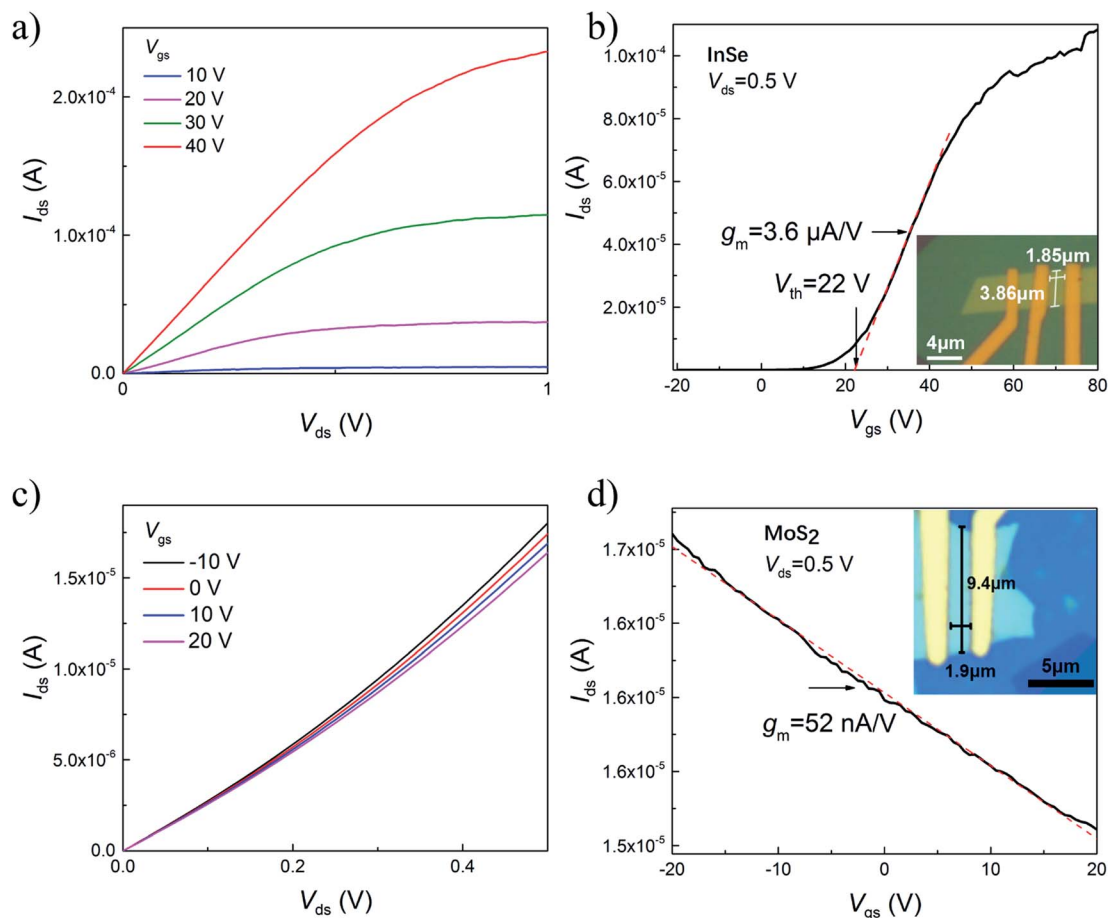 a)
V_gs
10 V
20 V
30 V
40 V
2.0x10⁻⁴
1.0x10⁻⁴
0.0
I_ds (A)
0
1
V_ds (V)
b)
InSe
V_ds=0.5 V
1.0x10⁻⁴
8.0x10⁻⁵
6.0x10⁻⁵
4.0x10⁻⁵
2.0x10⁻⁵
I_ds (A)
g_m=3.6 μA/V
V_th=22 V
1.85μm
3.86μm
4μm
-20
0
20
40
60
80
V_gs (V)
c)
V_gs
-10 V
0 V
10 V
20 V
1.5x10⁻⁵
1.0x10⁻⁵
5.0x10⁻⁶
0.0
I_ds (A)
0.0
0.2
0.4
V_ds (V)
d)
MoS₂
V_ds=0.5 V
1.7x10⁻⁵
1.6x10⁻⁵
1.6x10⁻⁵
1.6x10⁻⁵
1.5x10⁻⁵
I_ds (A)
g_m=52 nA/V
9.4μm
1.9μm
5μm
-20
-10
0
10
20
V_gs (V)